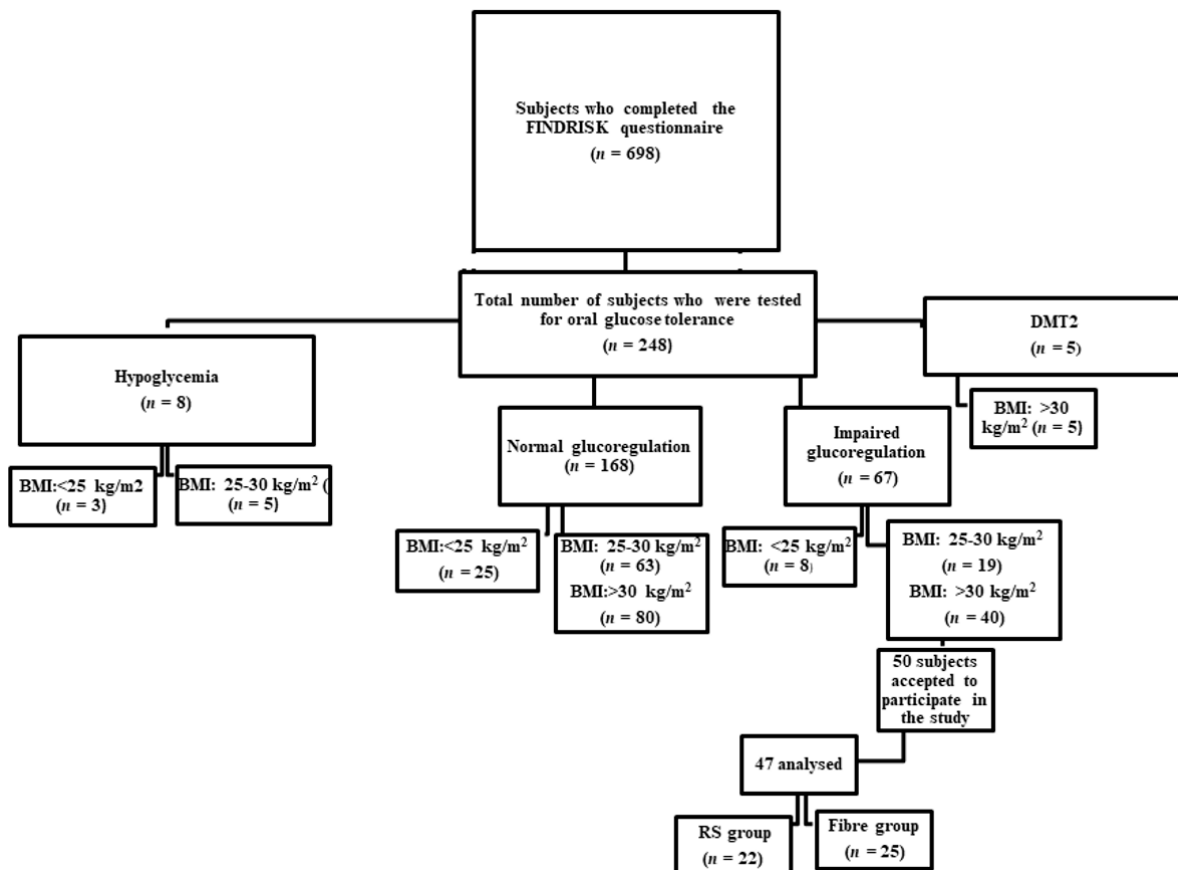 Subjects who completed the
FINDRISK questionnaire
(n = 698)
Total number of subjects who were tested
for oral glucose tolerance
(n = 248)
DMT2
(n = 5)
Hypoglycemia
(n = 8)
BMI: >30
kg/m² (n = 5)
Normal glucoregulation
(n = 168)
Impaired
glucoregulation
(n = 67)
BMI:<25 kg/m2
(n = 3)
BMI: 25-30 kg/m² (
(n = 5)
BMI:<25 kg/m²
(n = 25)
BMI: 25-30 kg/m²
(n = 63)
BMI:>30 kg/m²
(n = 80)
BMI: <25 kg/m²
(n = 8)
BMI: 25-30 kg/m²
(n = 19)
BMI: >30 kg/m²
(n = 40)
50 subjects
accepted to
participate in
the study
47 analysed
RS group
(n = 22)
Fibre group
(n = 25)